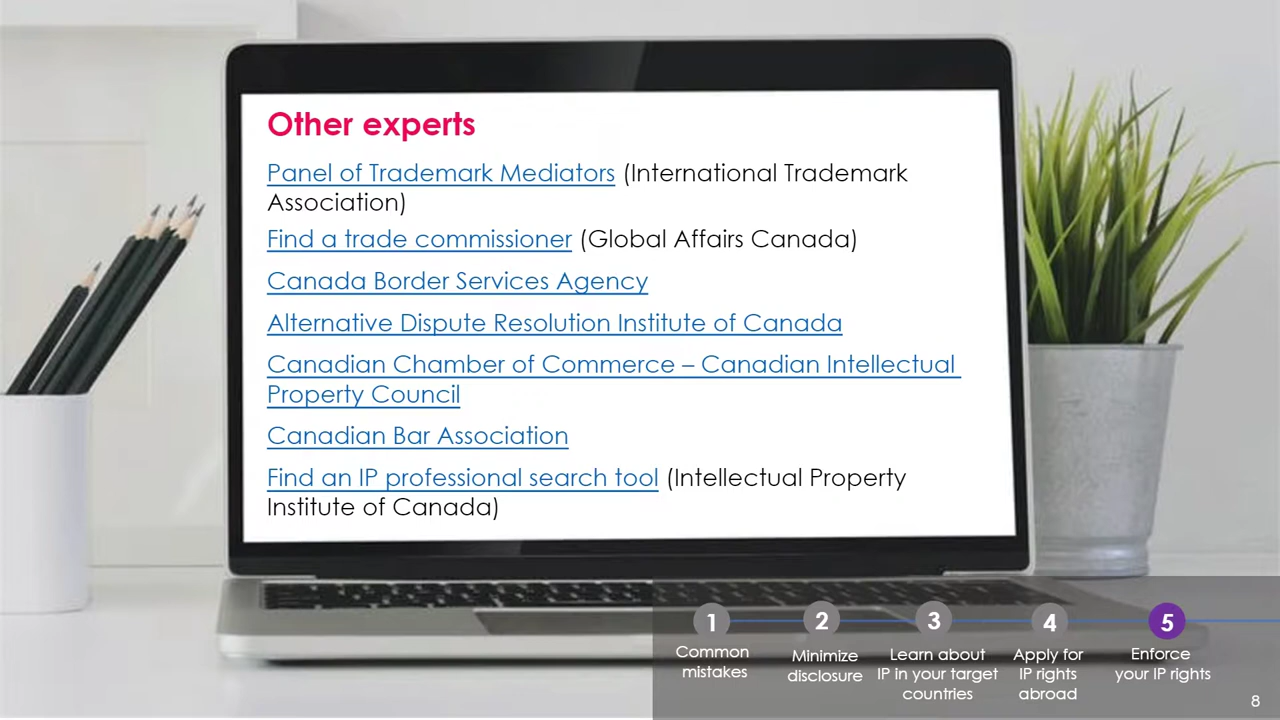 Other experts
Panel of Trademark Mediators (International Trademark
Association)
Find a trade commissioner (Global Affairs Canada)
Canada Border Services Agency
Alternative Dispute Resolution Institute of Canada
Canadian Chamber of Commerce – Canadian Intellectual
Property Council
Canadian Bar Association
Find an IP professional search tool (Intellectual Property
Institute of Canada)
1
Common
mistakes
2
Minimize
disclosure
3
Learn about
IP in your target
countries
4
Apply for
IP rights
abroad
5
Enforce
your IP rights
8